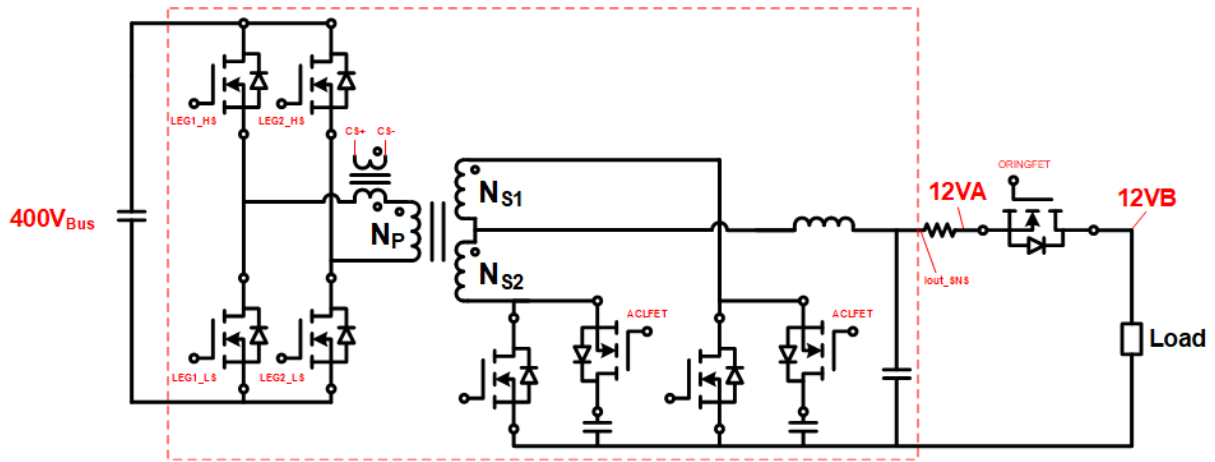 LEG1_HS
LEG2_HS
CS+
CS-
ORINGFET
400VBus
NP
NS1
NS2
12VA
12VB
Iout_SNS
ACLFET
ACLFET
Load
LEG1_LS
LEG2_LS